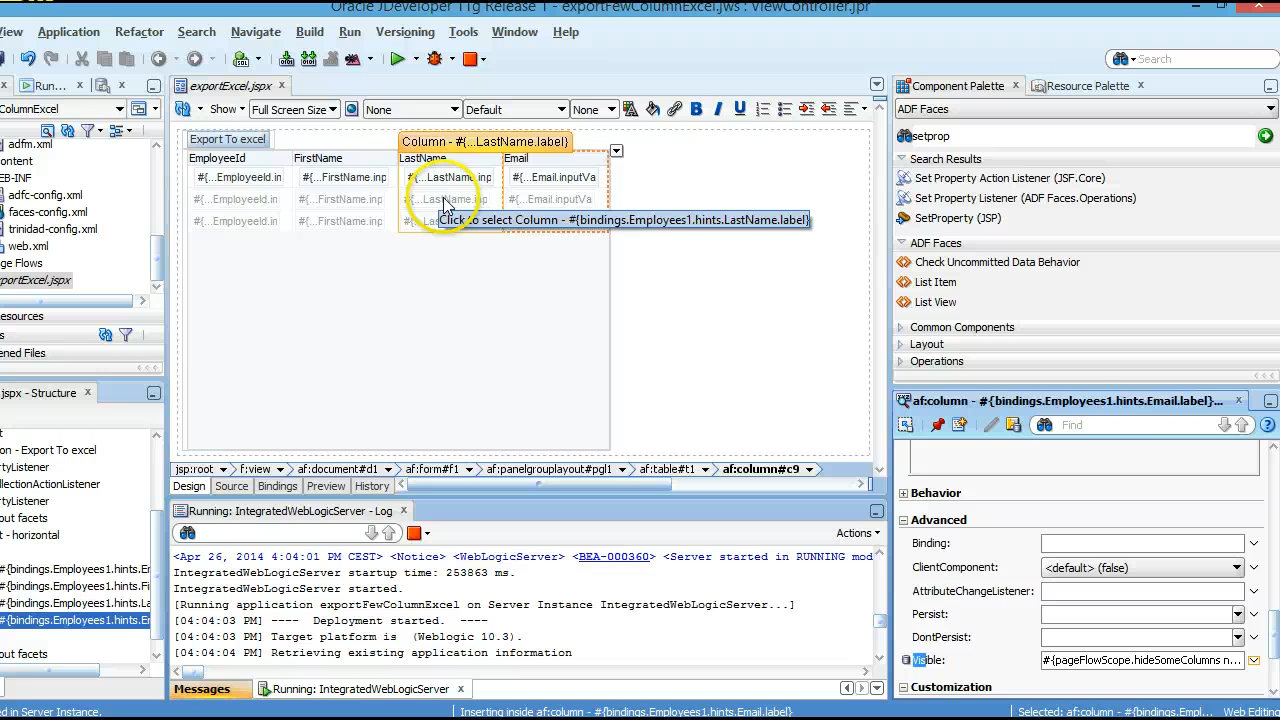 Oracle JDeveloper 11g Release 1 - exportFewColumnExcel.jws : ViewController.jpr
View Application Refactor Search Navigate Build Run Versioning Tools Window Help
Search
Run...
exportExcel.jspx
Component Palette
Resource Palette
ColumnExcel
Show
Full Screen Size
None
Default
None
ADF Faces
adfm.xml
ontent
EB-INF
adfc-config.xml
faces-config.xml
trinidad-config.xml
web.xml
ge Flows
xportExcel.jspx
esources
s
ened Files
Export To excel
Column - #{...LastName.label}
EmployeeId FirstName LastName Email
#{...EmployeeId.in #{...FirstName.inp #{...LastName.inp #{...Email.inputVa
#{...EmployeeId.in #{...FirstName.inp #{...LastName.inp #{...Email.inputVa
#{...EmployeeId.in #{...FirstName.inp
Click to select Column - #{bindings.Employees1.hints.LastName.label}
setprop
Search Results
Set Property Action Listener (JSF.Core)
Set Property Listener (ADF Faces.Operations)
SetProperty (JSP)
ADF Faces
Check Uncommitted Data Behavior
List Item
List View
Common Components
Layout
Operations
.jspx - Structure
t
on - Export To excel
ertyListener
ollectionActionListener
ertyListener
out facets
t - horizontal
#{bindings.Employees1.hints.Em
#{bindings.Employees1.hints.Fi
#{bindings.Employees1.hints.La
#{bindings.Employees1.hints.Em
out facets
jsp:root f:view af:document#d1 af:form#f1 af:panelgrouplayout#pgl1 af:table#t1 af:column#c9
Design Source Bindings Preview History
Running: IntegratedWebLogicServer - Log
Actions
<Apr 26, 2014 4:04:01 PM CEST> <Notice> <WebLogicServer> <BEA-000360> <Server started in RUNNING mod
IntegratedWebLogicServer startup time: 253863 ms.
IntegratedWebLogicServer started.
[Running application exportFewColumnExcel on Server Instance IntegratedWebLogicServer...]
[04:04:03 PM] ---- Deployment started. ----
[04:04:03 PM] Target platform is (Weblogic 10.3).
[04:04:04 PM] Retrieving existing application information
Messages
Running: IntegratedWebLogicServer
af:column - #{bindings.Employees1.hints.Email.label}...
Find
Behavior
Advanced
Binding:
ClientComponent: <default> (false)
AttributeChangeListener:
Persist:
DontPersist:
Visible: #{pageFlowScope.hideSomeColumns n...
Customization
d in Server Instance.
Inserting inside af:column - #{bindings.Employees1.hints.Email.label}
Selected: #{bindings.Employees1.hints.Email.label}
Web Editing